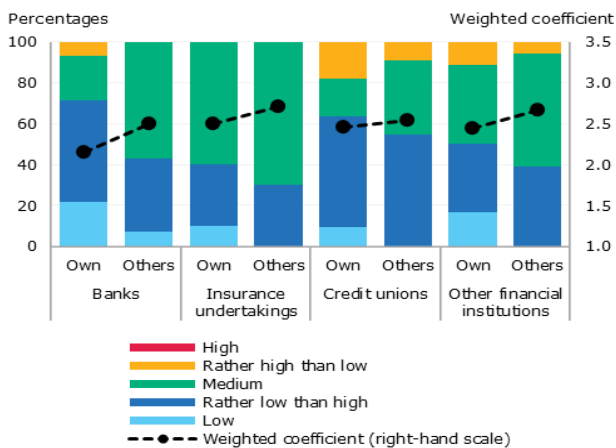 Percentages Weighted coefficient
100 3.5
80 3.0
60 2.5
40 2.0
20 1.5
0 1.0
Own Others Own Others Own Others Own Others
Banks Insurance undertakings Credit unions Other financial institutions
High
Rather high than low
Medium
Rather low than high
Low
Weighted coefficient (right-hand scale)